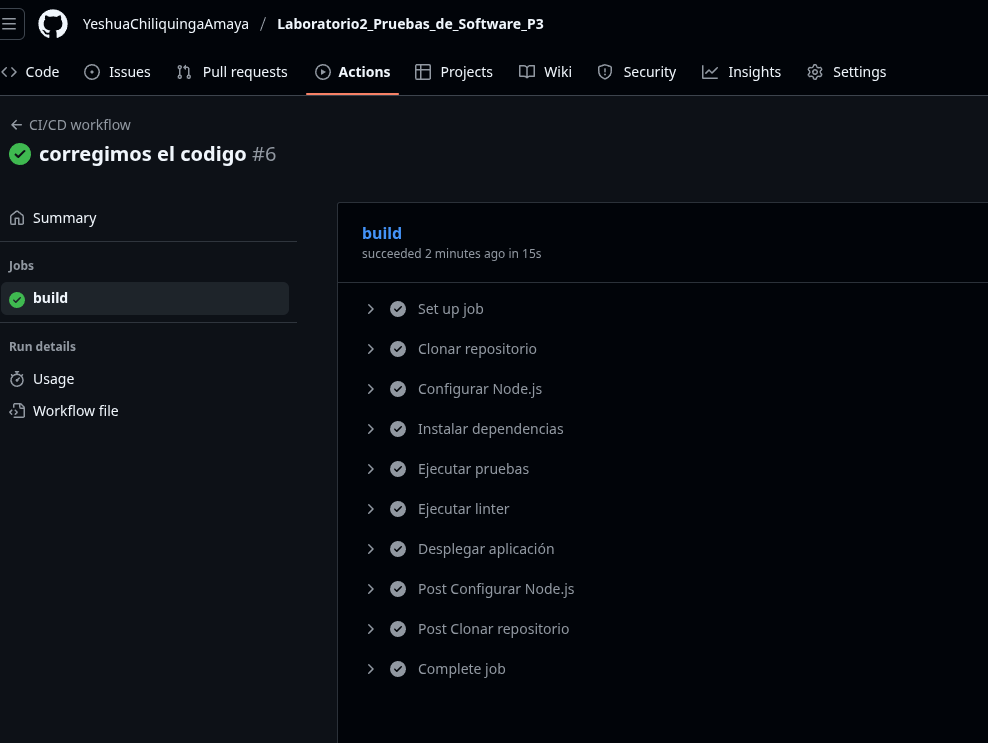 YeshuaChiliquingaAmaya / Laboratorio2_Pruebas_de_Software_P3
Code Issues Pull requests Actions Projects Wiki Security Insights Settings
CI/CD workflow
corregimos el codigo #6
Summary
Jobs
build
Run details
Usage
Workflow file
build
succeeded 2 minutes ago in 15s
Set up job
Clonar repositorio
Configurar Node.js
Instalar dependencias
Ejecutar pruebas
Ejecutar linter
Desplegar aplicación
Post Configurar Node.js
Post Clonar repositorio
Complete job